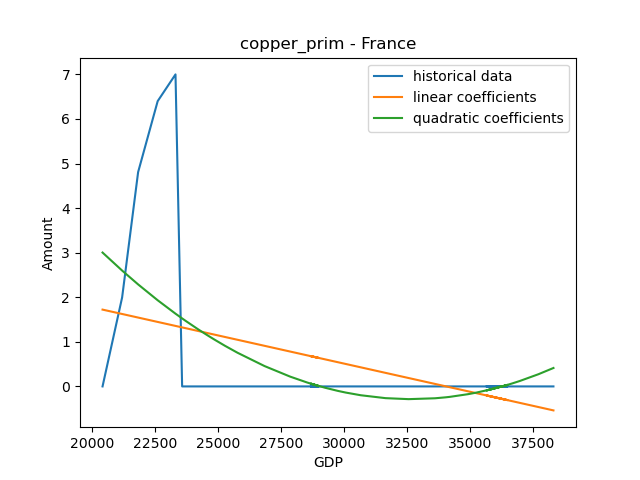 copper_prim - France
historical data
linear coefficients
quadratic coefficients
7
6
5
4
3
2
1
0
Amount
20000 22500 25000 27500 30000 32500 35000 37500
GDP